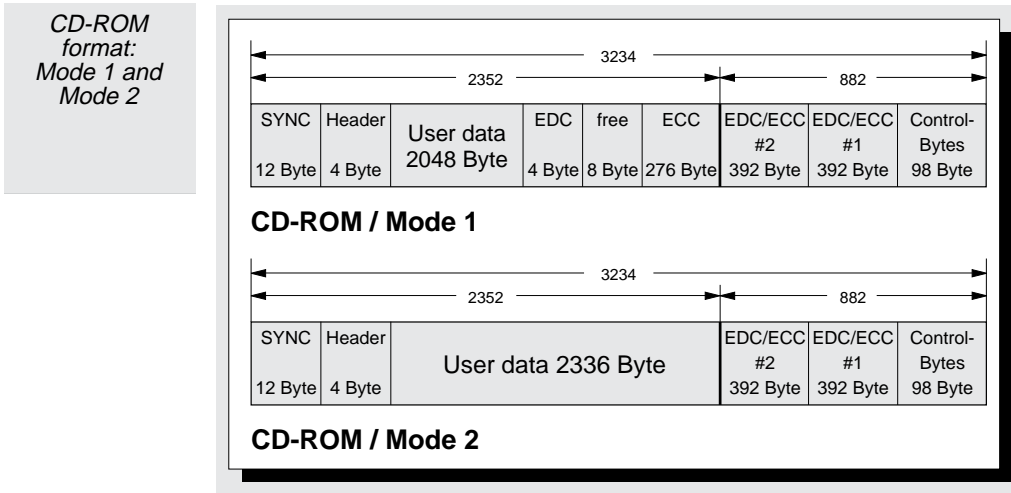 CD-ROM
format:
Mode 1 and
Mode 2
3234
2352 882
SYNC Header User data EDC free ECC EDC/ECC EDC/ECC Control-
2048 Byte #2 #1 Bytes
12 Byte 4 Byte 4 Byte 8 Byte 276 Byte 392 Byte 392 Byte 98 Byte
CD-ROM / Mode 1
3234
2352 882
SYNC Header EDC/ECC EDC/ECC Control-
User data 2336 Byte #2 #1 Bytes
12 Byte 4 Byte 392 Byte 392 Byte 98 Byte
CD-ROM / Mode 2